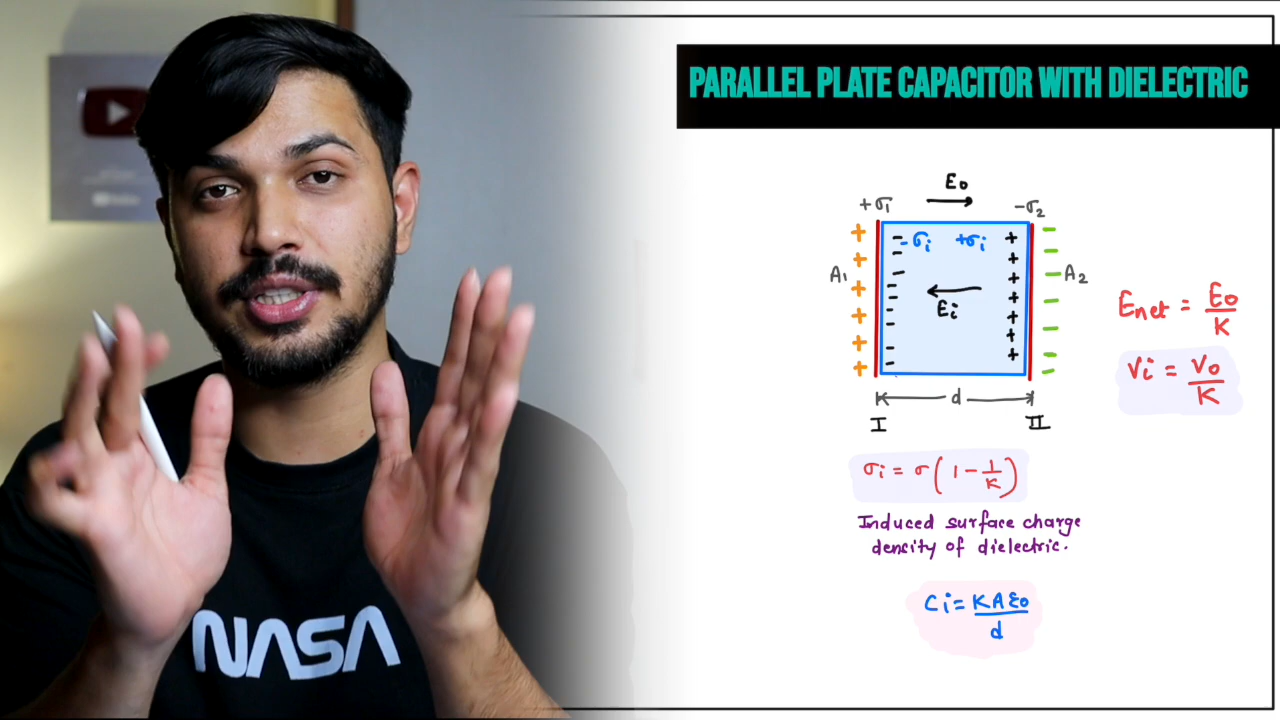 PARALLEL PLATE CAPACITOR WITH DIELECTRIC
E₀
+σ₁
-σ₂
-σᵢ
+σᵢ
A₁
A₂
Eᵢ
d
I
II
Eₙₑₜ = E₀/K
Vᵢ = V₀/K
σᵢ = σ(1 - 1/K)
Induced surface charge
density of dielectric.
Cᵢ = KAε₀/d
NASA